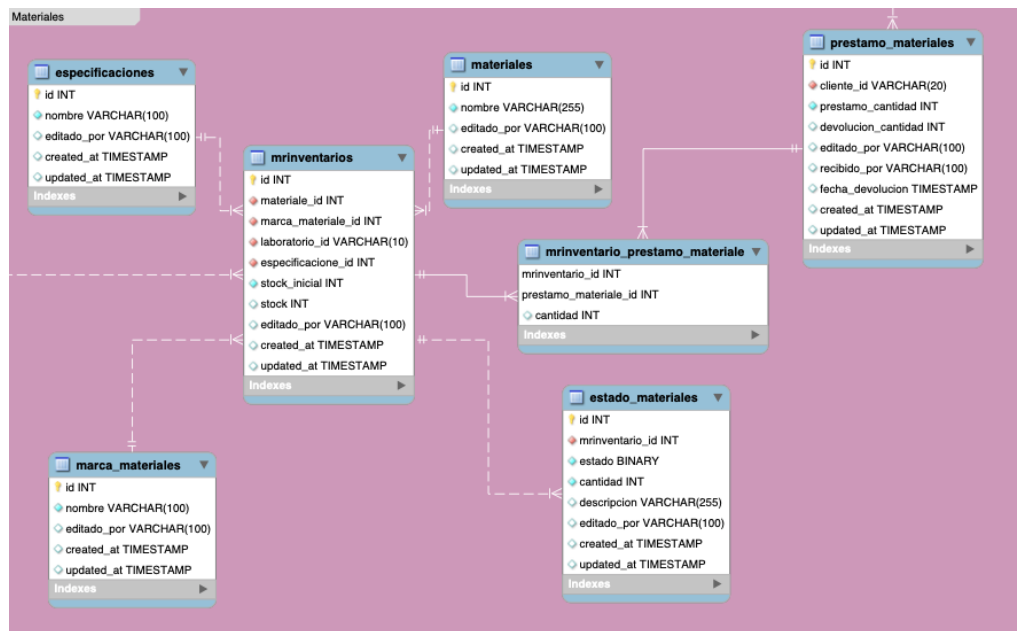 Materiales
especificaciones
id INT
nombre VARCHAR(100)
editado_por VARCHAR(100)
created_at TIMESTAMP
updated_at TIMESTAMP
Indexes
mrinventarios
id INT
materiale_id INT
marca_materiale_id INT
laboratorio_id VARCHAR(10)
especificacione_id INT
stock_inicial INT
stock INT
editado_por VARCHAR(100)
created_at TIMESTAMP
updated_at TIMESTAMP
Indexes
materiales
id INT
nombre VARCHAR(255)
editado_por VARCHAR(100)
created_at TIMESTAMP
updated_at TIMESTAMP
Indexes
prestamo_materiales
id INT
cliente_id VARCHAR(20)
prestamo_cantidad INT
devolucion_cantidad INT
editado_por VARCHAR(100)
recibido_por VARCHAR(100)
fecha_devolucion TIMESTAMP
created_at TIMESTAMP
updated_at TIMESTAMP
Indexes
mrinventario_prestamo_materiale
mrinventario_id INT
prestamo_materiale_id INT
cantidad INT
Indexes
marca_materiales
id INT
nombre VARCHAR(100)
editado_por VARCHAR(100)
created_at TIMESTAMP
updated_at TIMESTAMP
Indexes
estado_materiales
id INT
mrinventario_id INT
estado BINARY
cantidad INT
descripcion VARCHAR(255)
editado_por VARCHAR(100)
created_at TIMESTAMP
updated_at TIMESTAMP
Indexes